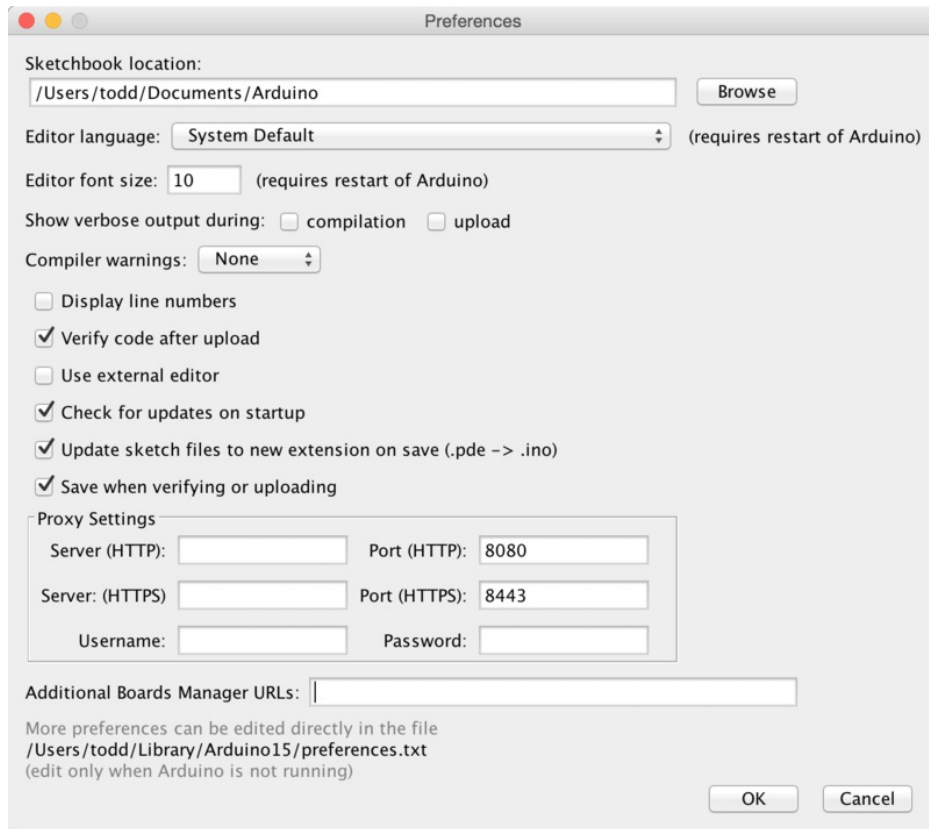 Preferences
Sketchbook location:
/Users/todd/Documents/Arduino Browse
Editor language: System Default (requires restart of Arduino)
Editor font size: 10 (requires restart of Arduino)
Show verbose output during: compilation upload
Compiler warnings: None
Display line numbers
Verify code after upload
Use external editor
Check for updates on startup
Update sketch files to new extension on save (.pde -> .ino)
Save when verifying or uploading
Proxy Settings
Server (HTTP): Port (HTTP): 8080
Server: (HTTPS) Port (HTTPS): 8443
Username: Password:
Additional Boards Manager URLs:
More preferences can be edited directly in the file
/Users/todd/Library/Arduino15/preferences.txt
(edit only when Arduino is not running)
OK Cancel